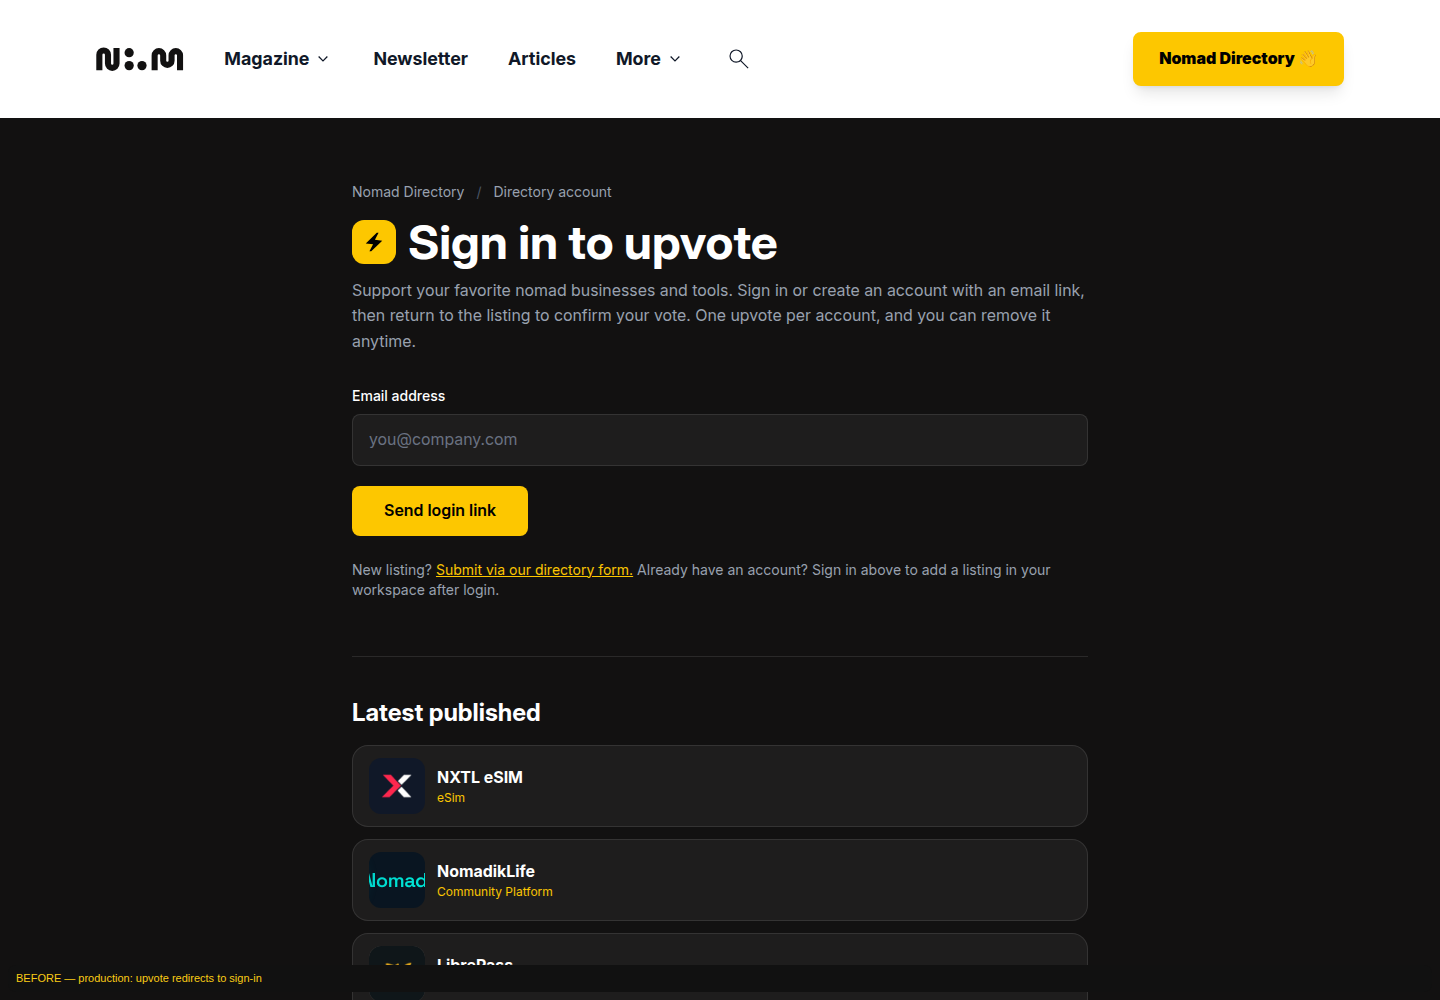 Magazine
Newsletter
Articles
More
Nomad Directory 👋
Nomad Directory / Directory account
Sign in to upvote
Support your favorite nomad businesses and tools. Sign in or create an account with an email link,
then return to the listing to confirm your vote. One upvote per account, and you can remove it
anytime.
Email address
you@company.com
Send login link
New listing? Submit via our directory form. Already have an account? Sign in above to add a listing in your
workspace after login.
Latest published
NXTL eSIM
eSim
Nomad
NomadikLife
Community Platform
LibrePass
BEFORE — production: upvote redirects to sign-in